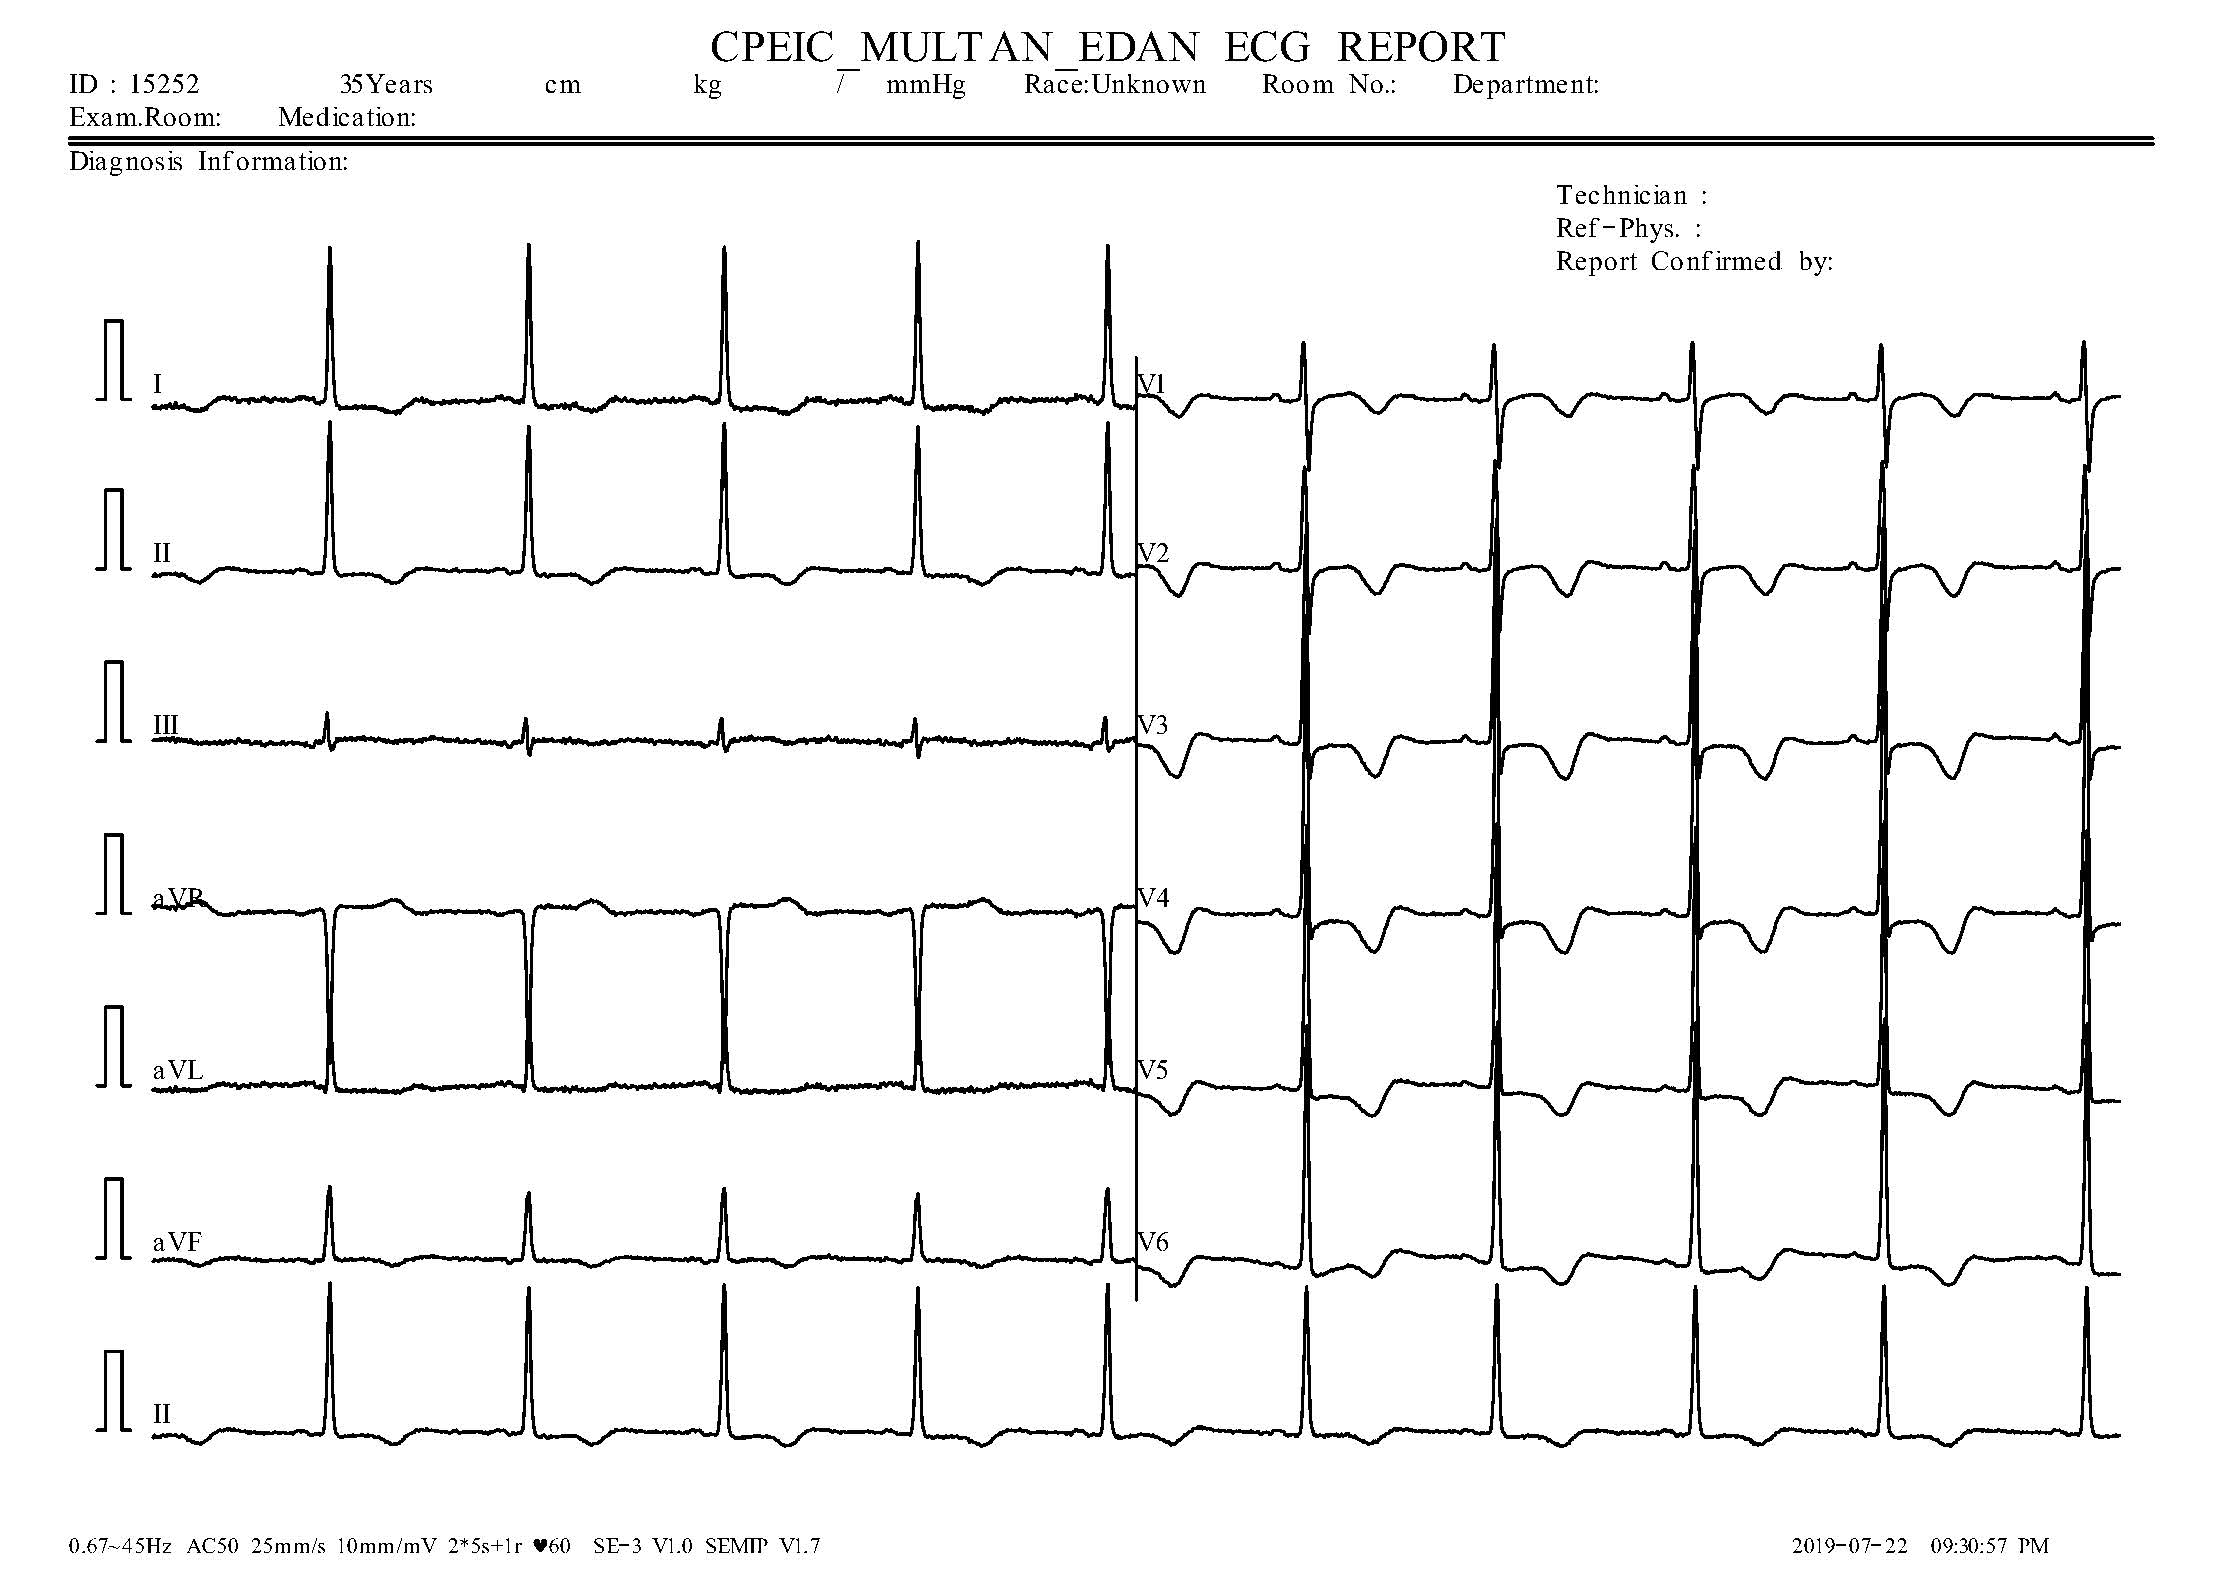 CPEIC_MULTAN_EDAN ECG REPORT
ID : 15252 35Years cm kg / mmHg Race:Unknown Room No.: Department:
Exam.Room: Medication:
Diagnosis Information:
Technician :
Ref-Phys. :
Report Confirmed by:
I V1
II V2
III V3
aVR V4
aVL V5
aVF V6
II
0.67~45Hz AC50 25mm/s 10mm/mV 2*5s+1r ♥60 SE-3 V1.0 SEMIP V1.7 2019-07-22 09:30:57 PM